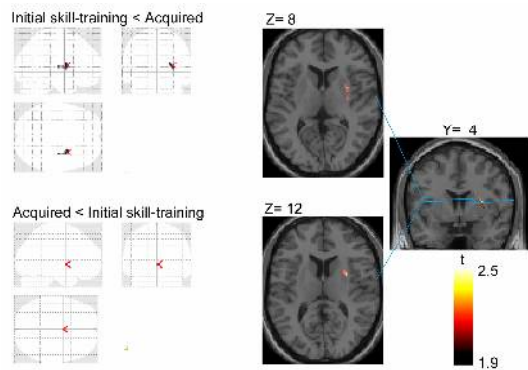 Initial skill-training < Acquired
Z= 8
Y= 4
Acquired < Initial skill-training
Z= 12
t
2.5
1.9